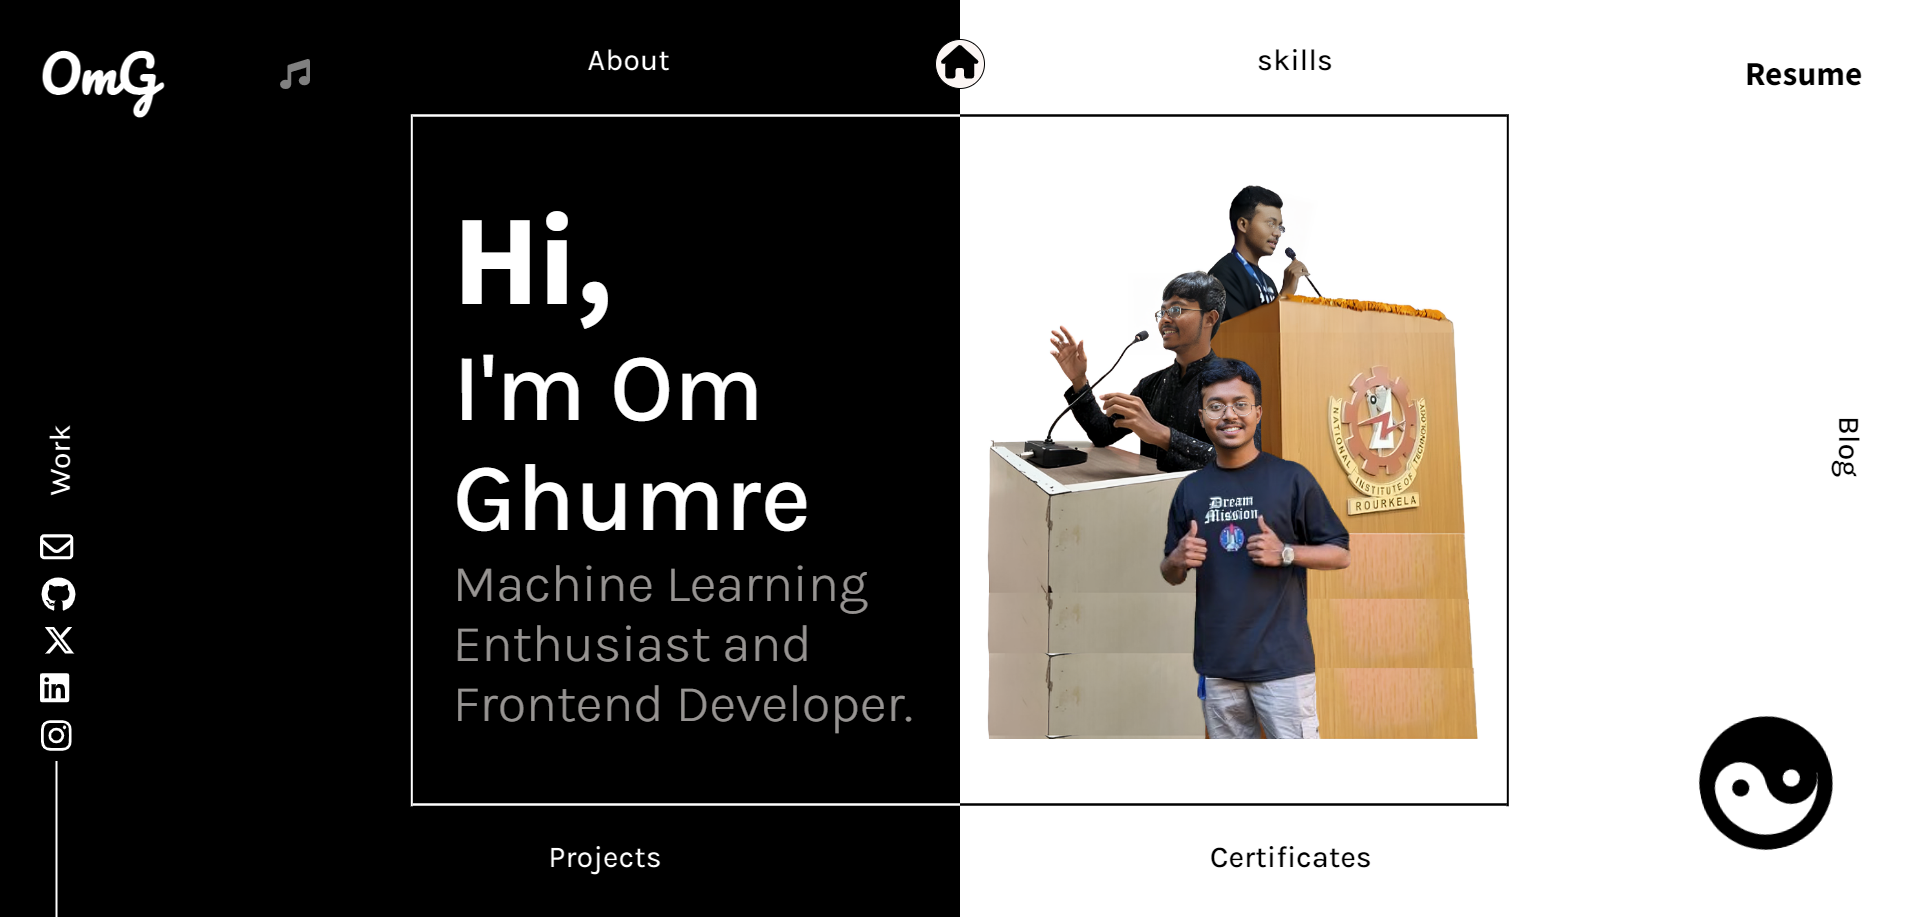 OmG
About
skills
Resume
Hi,
I'm Om
Ghumre
Machine Learning
Enthusiast and
Frontend Developer.
Dream
Mission
NATIONAL INSTITUTE OF TECHNOLOGY
ROURKELA
Work
Blog
Projects
Certificates